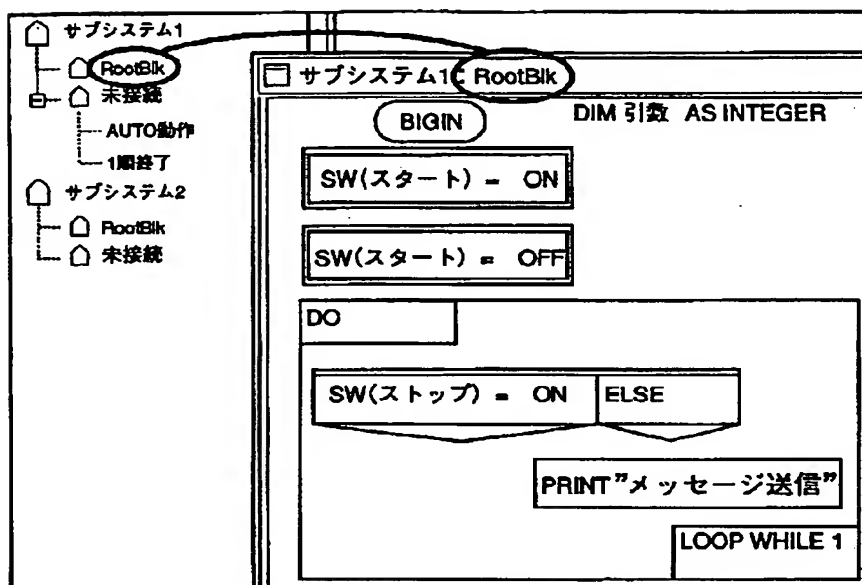 サブシステム1
RootBlk
未接続
AUTO動作
1順終了
サブシステム2
RootBlk
未接続
サブシステム1: RootBlk
BIGIN
DIM 引数 AS INTEGER
SW(スタート) = ON
SW(スタート) = OFF
DO
SW(ストップ) = ON
ELSE
PRINT"メッセージ送信"
LOOP WHILE 1